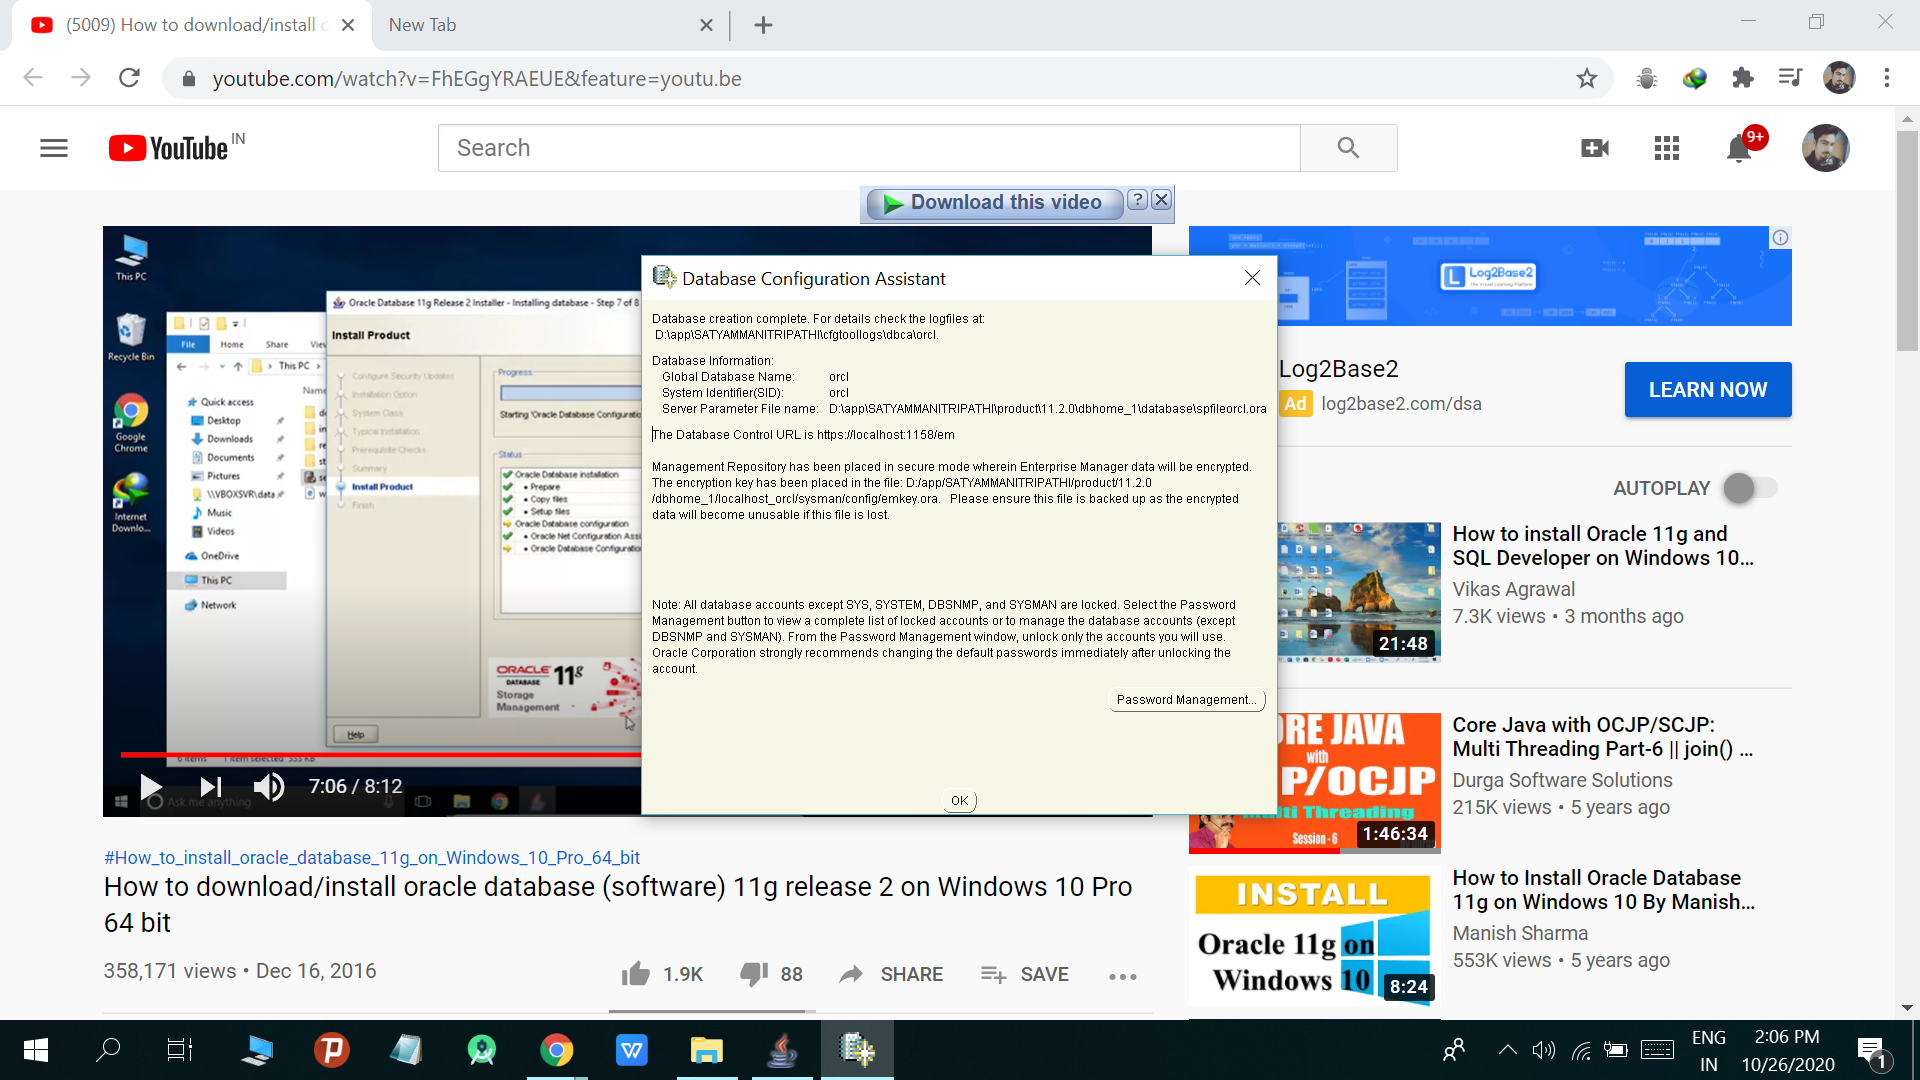 (5009) How to download/install
New Tab
youtube.com/watch?v=FhEGgYRAEUE&feature=youtu.be
YouTube IN
Search
9+
Download this video
?
This PC
Recycle Bin
Google
Chrome
Internet
Downlo...
Oracle Database 11g Release 2 Installer - Installing database - Step 7 of 8
Install Product
File
Home
Share
This PC
Quick access
Desktop
Downloads
Documents
Pictures
\\VBOXSVR\data
Music
Videos
OneDrive
This PC
Network
Configure Security Updates
Installation Option
System Class
Typical Installation
Prerequisite Checks
Summary
Install Product
Finish
Progress
Starting 'Oracle Database Configuratio
Status
Oracle Database installation
• Prepare
• Copy files
• Setup files
Oracle Database configuration
• Oracle Net Configuration Assi
• Oracle Database Configuratio
ORACLE 11g
DATABASE
Storage
Management
Help
Ask me anything
7:06 / 8:12
Database Configuration Assistant
Database creation complete. For details check the logfiles at:
D:\app\SATYAMMANITRIPATHI\cfgtoollogs\dbca\orcl.
Database Information:
Global Database Name: orcl
System Identifier(SID): orcl
Server Parameter File name: D:\app\SATYAMMANITRIPATHI\product\11.2.0\dbhome_1\database\spfileorcl.ora
The Database Control URL is https://localhost:1158/em
Management Repository has been placed in secure mode wherein Enterprise Manager data will be encrypted.
The encryption key has been placed in the file: D:/app/SATYAMMANITRIPATHI/product/11.2.0
/dbhome_1/localhost_orcl/sysman/config/emkey.ora. Please ensure this file is backed up as the encrypted
data will become unusable if this file is lost.
Note: All database accounts except SYS, SYSTEM, DBSNMP, and SYSMAN are locked. Select the Password
Management button to view a complete list of locked accounts or to manage the database accounts (except
DBSNMP and SYSMAN). From the Password Management window, unlock only the accounts you will use.
Oracle Corporation strongly recommends changing the default passwords immediately after unlocking the
account.
Password Management...
OK
#How_to_install_oracle_database_11g_on_Windows_10_Pro_64_bit
How to download/install oracle database (software) 11g release 2 on Windows 10 Pro
64 bit
358,171 views • Dec 16, 2016
1.9K
88
SHARE
SAVE
Log2Base2
Log2Base2
Ad log2base2.com/dsa
LEARN NOW
AUTOPLAY
21:48
How to install Oracle 11g and
SQL Developer on Windows 10...
Vikas Agrawal
7.3K views • 3 months ago
RE JAVA
with
P/OCJP
Multi Threading
Session - 6
1:46:34
Core Java with OCJP/SCJP:
Multi Threading Part-6 || join() ...
Durga Software Solutions
215K views • 5 years ago
INSTALL
Oracle 11g on
Windows 10
8:24
How to Install Oracle Database
11g on Windows 10 By Manish...
Manish Sharma
553K views • 5 years ago
ENG
IN
2:06 PM
10/26/2020
1